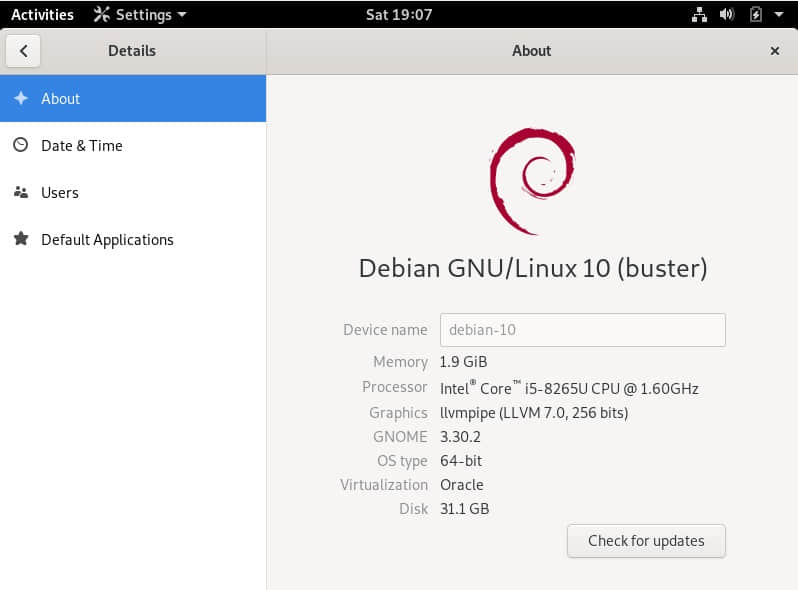 Activities Settings Sat 19:07
Details About
About
Date & Time
Users
Default Applications
Debian GNU/Linux 10 (buster)
Device name debian-10
Memory 1.9 GiB
Processor Intel® Core™ i5-8265U CPU @ 1.60GHz
Graphics llvmpipe (LLVM 7.0, 256 bits)
GNOME 3.30.2
OS type 64-bit
Virtualization Oracle
Disk 31.1 GB
Check for updates